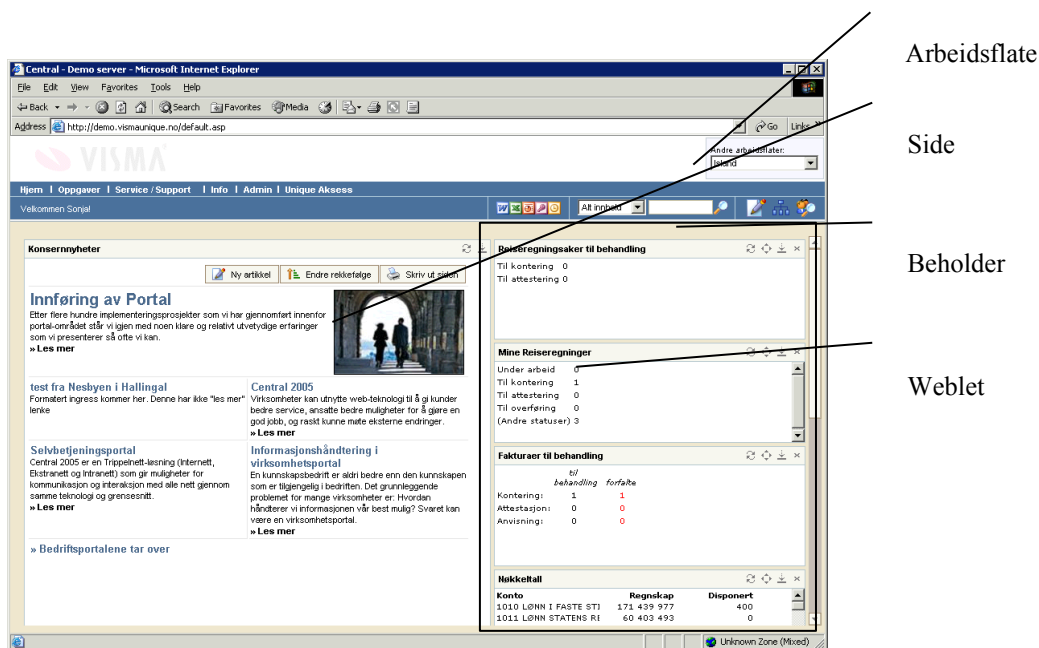 Arbeidsflate
Side
Beholder
Weblet
Central - Demo server - Microsoft Internet Explorer
File Edit View Favorites Tools Help
Back Search Favorites Media
Address http://demo.vismaunique.no/default.asp Go Links »
VISMA
Andre arbeidsflater:
Island
Hjem | Oppgaver | Service / Support | Info | Admin | Unique Aksess
Velkommen Sonjal
Alt innhold
Konsernnyheter
Ny artikkel Endre rekkefølge Skriv ut siden
Innføring av Portal
Etter flere hundre implementeringsprosjekter som vi har gjennomført innenfor
portal-området står vi igjen med noen klare og relativt utvetydige erfaringer
som vi presenterer så ofte vi kan.
» Les mer
test fra Nesbyen i Hallingal
Formatert ingress kommer her. Denne har ikke "les mer"
lenke
Central 2005
Virksomheter kan utnytte web-teknologi til å gi kunder
bedre service, ansatte bedre muligheter for å gjøre en
god jobb, og raskt kunne møte eksterne endringer.
» Les mer
Selvbetjeningsportal
Central 2005 er en Trippelnett-løsning (Internett,
Ekstranett og Intranett) som gir muligheter for
kommunikasjon og interaksjon med alle nett gjennom
samme teknologi og grensesnitt.
» Les mer
Informasjonshåndtering i
virksomhetsportal
En kunnskapsbedrift er aldri bedre enn den kunnskapen
som er tilgjengelig i bedriften. Det grunnleggende
problemet for mange virksomheter er: Hvordan
håndterer vi informasjonen vår best mulig? Svaret kan
være en virksomhetsportal.
» Les mer
» Bedriftsportalene tar over
Reiseregningsaker til behandling
Til kontering 0
Til attestering 0
Mine Reiseregninger
Under arbeid 0
Til kontering 1
Til attestering 0
Til overføring 0
(Andre statuser) 3
Fakturaer til behandling
til
behandling forfalte
Kontering: 1 1
Attestasjon: 0 0
Anvisning: 0 0
Nøkkeltall
Konto Regnskap Disponert
1010 LØNN I FASTE STI 171 439 977 400
1011 LØNN STATENS RE 60 403 493 0
Unknown Zone (Mixed)